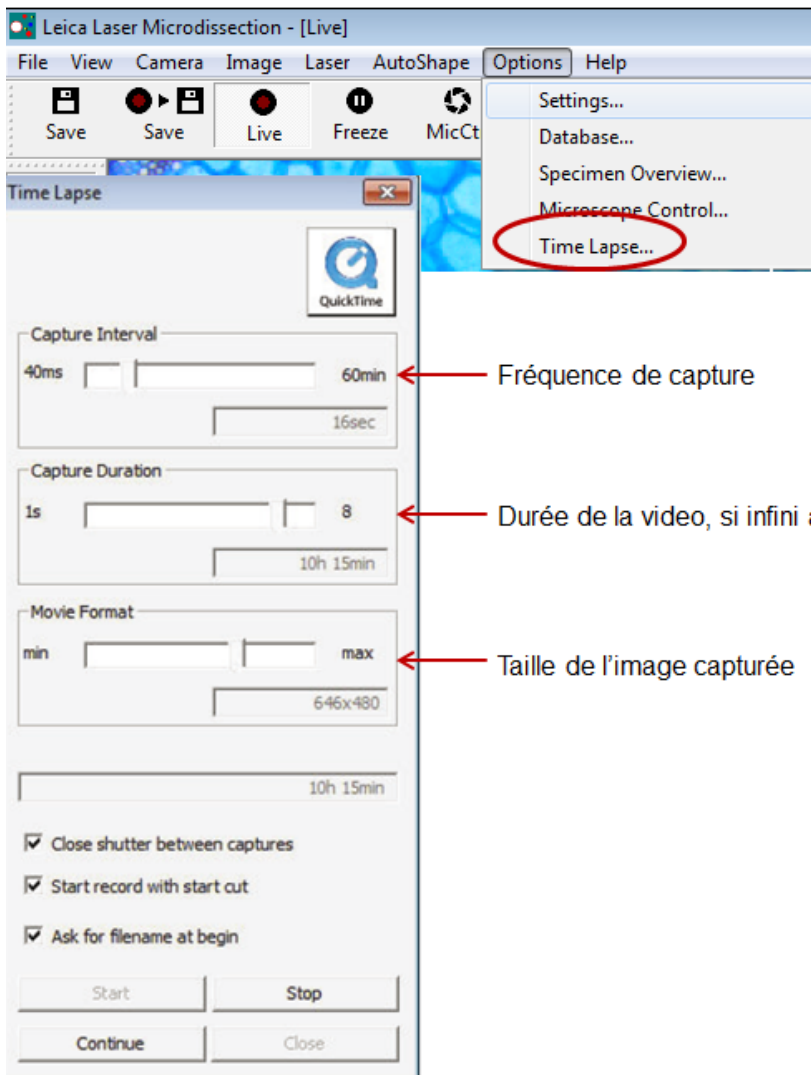 Leica Laser Microdissection - [Live]
File View Camera Image Laser AutoShape Options Help
Save Save Live Freeze MicCt
Settings...
Database...
Specimen Overview...
Microscope Control...
Time Lapse...
Time Lapse
QuickTime
Capture Interval
40ms 60min
16sec
Fréquence de capture
Capture Duration
1s 8
10h 15min
Durée de la video, si infini a
Movie Format
min max
646x480
Taille de l'image capturée
10h 15min
Close shutter between captures
Start record with start cut
Ask for filename at begin
Start Stop
Continue Close